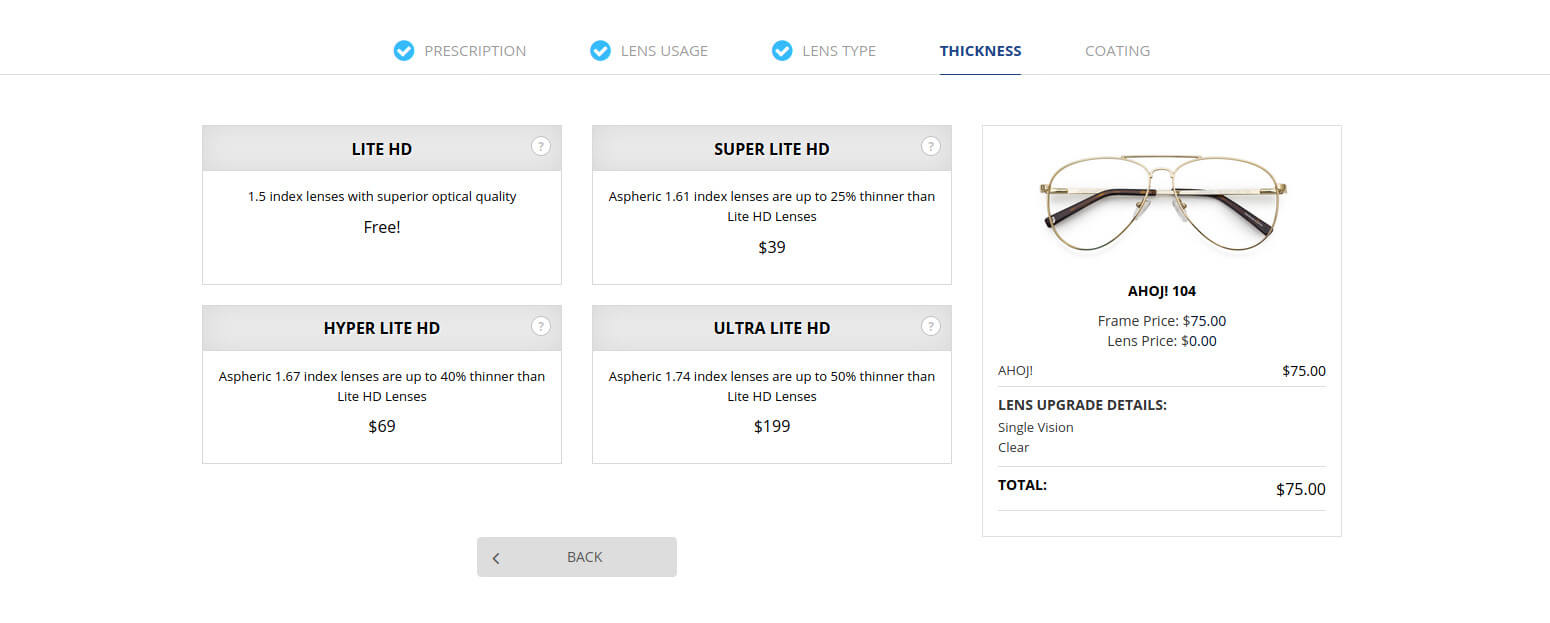 PRESCRIPTION
LENS USAGE
LENS TYPE
THICKNESS
COATING
LITE HD
?
1.5 index lenses with superior optical quality
Free!
SUPER LITE HD
?
Aspheric 1.61 index lenses are up to 25% thinner than
Lite HD Lenses
$39
HYPER LITE HD
?
Aspheric 1.67 index lenses are up to 40% thinner than
Lite HD Lenses
$69
ULTRA LITE HD
?
Aspheric 1.74 index lenses are up to 50% thinner than
Lite HD Lenses
$199
BACK
AHOJ! 104
Frame Price: $75.00
Lens Price: $0.00
AHOJ! $75.00
LENS UPGRADE DETAILS:
Single Vision
Clear
TOTAL: $75.00